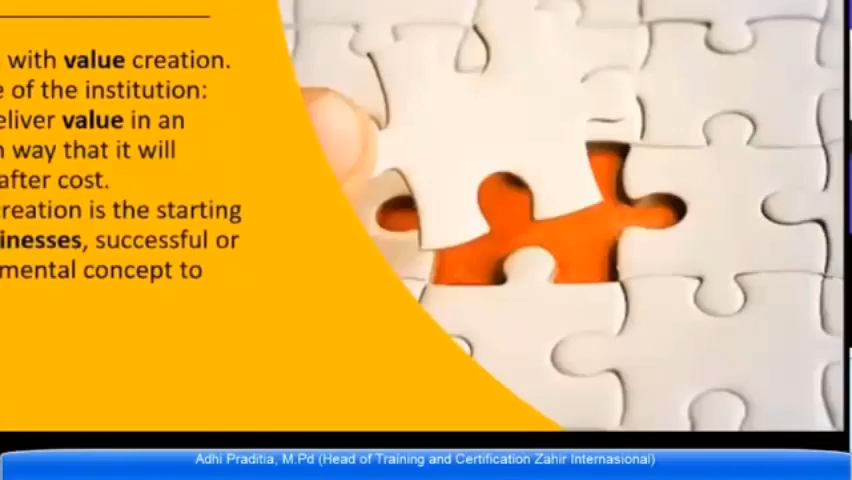 with value creation.
e of the institution:
eliver value in an
n way that it will
after cost.
reation is the starting
inesses, successful or
mental concept to
Adhi Praditia, M.Pd (Head of Training and Certification Zahir Internasional)